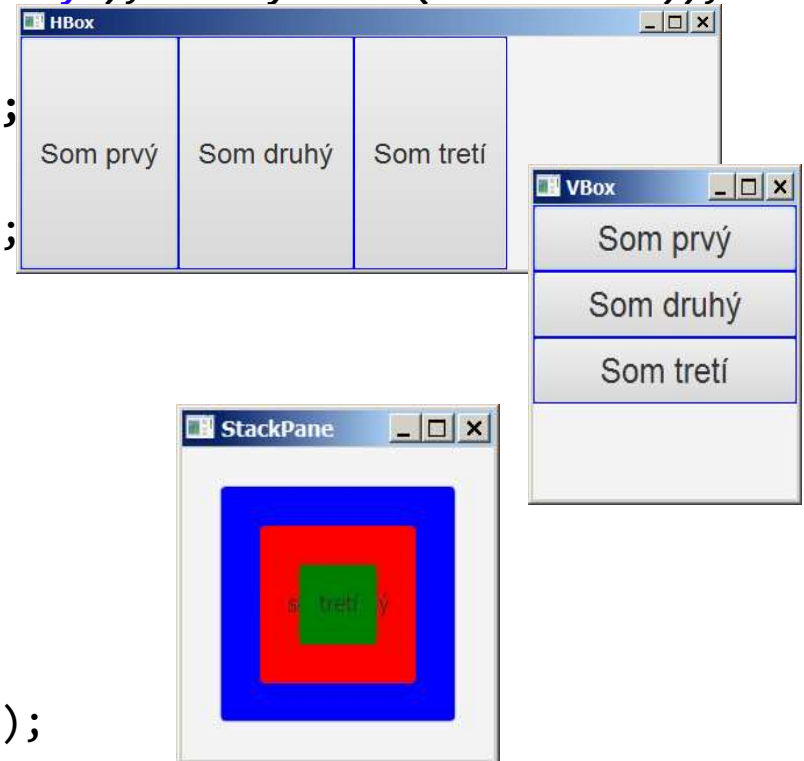 HBox
;
Som prvý Som druhý Som tretí
VBox
;
Som prvý
Som druhý
Som tretí
StackPane
tretí
);